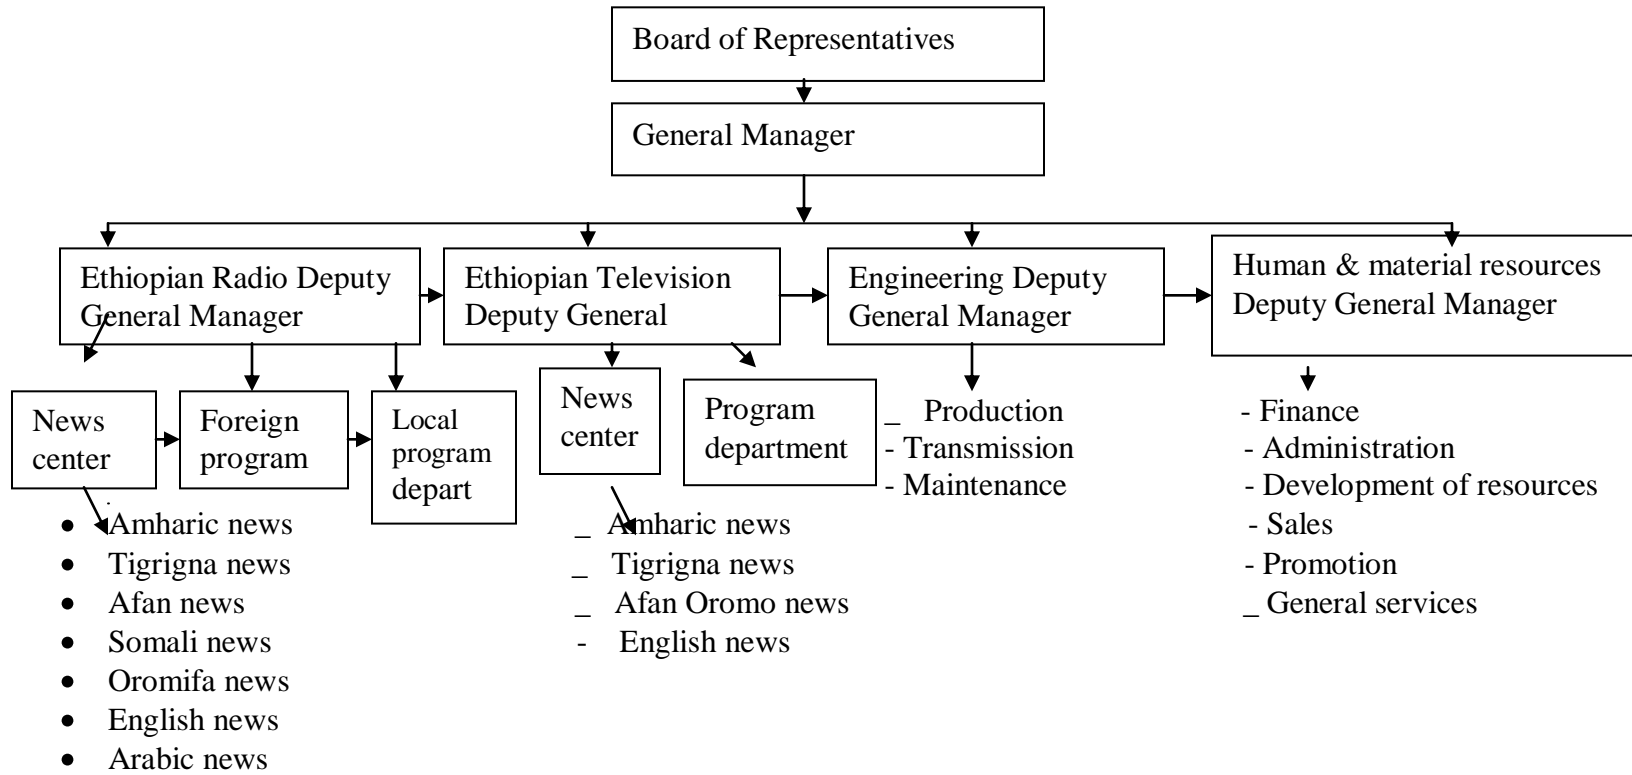 Board of Representatives
General Manager
Ethiopian Radio Deputy
General Manager
Ethiopian Television
Deputy General
Engineering Deputy
General Manager
Human & material resources
Deputy General Manager
News
center
Foreign
program
Local
program
depart
News
center
Program
department
_ Production
- Transmission
- Maintenance
- Finance
- Administration
- Development of resources
- Sales
- Promotion
_ General services
• Amharic news
• Tigrigna news
• Afan news
• Somali news
• Oromifa news
• English news
• Arabic news
_ Amharic news
_ Tigrigna news
_ Afan Oromo news
- English news